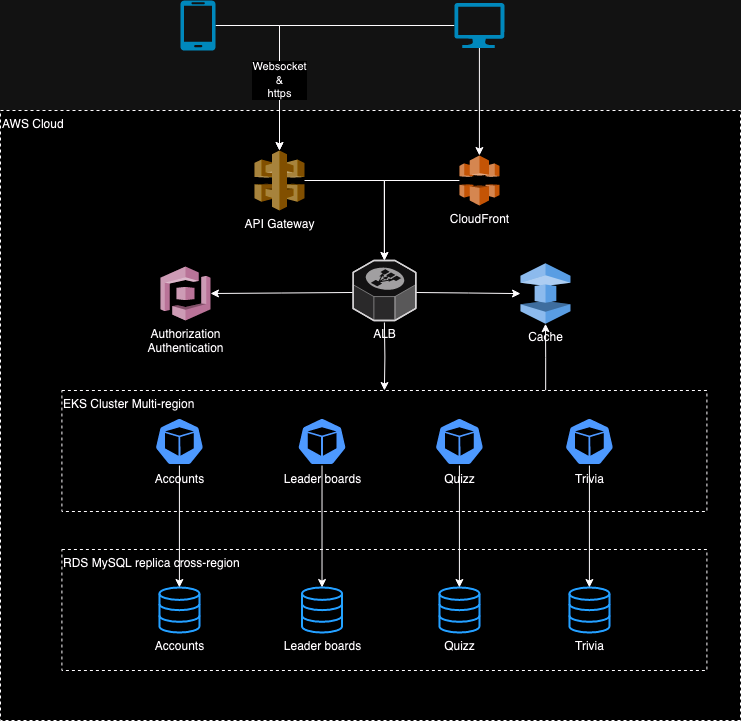 Websocket
&
https
AWS Cloud
API Gateway
CloudFront
Authorization
Authentication
ALB
Cache
EKS Cluster Multi-region
Accounts
Leader boards
Quizz
Trivia
RDS MySQL replica cross-region
Accounts
Leader boards
Quizz
Trivia